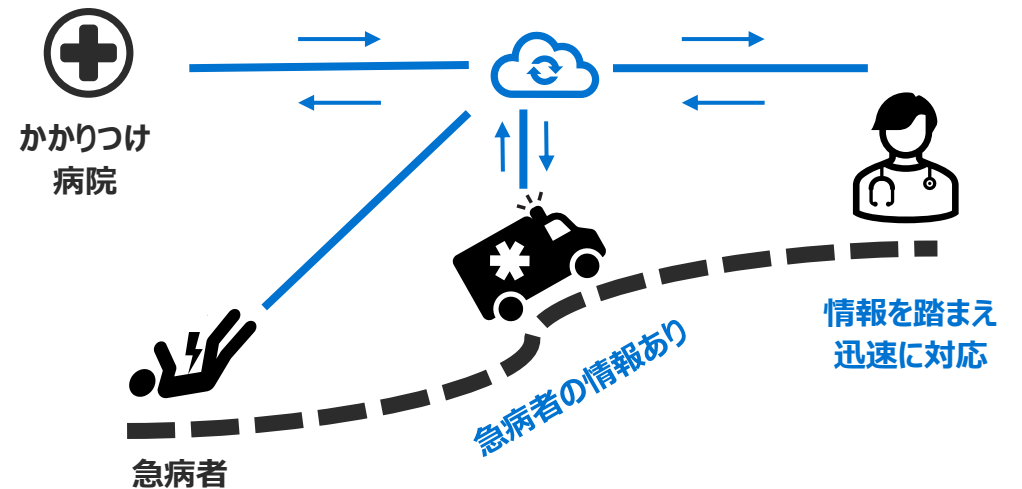 かかりつけ
病院
急病者の情報あり
情報を踏まえ
迅速に対応
急病者